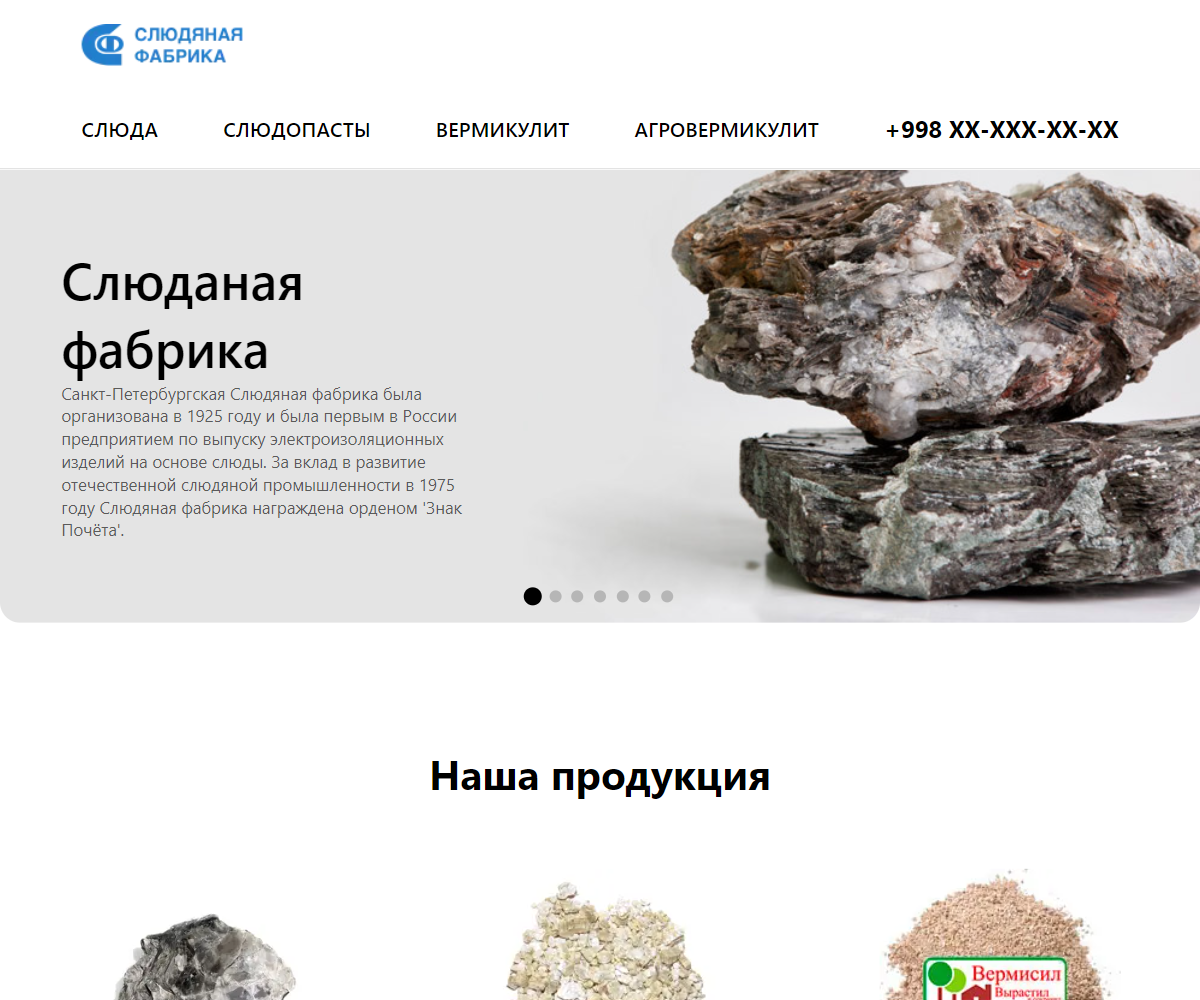 СЛЮДЯНАЯ
ФАБРИКА
СЛЮДА СЛЮДОПАСТЫ ВЕРМИКУЛИТ АГРОВЕРМИКУЛИТ +998 XX-XXX-XX-XX
Слюданая
фабрика
Санкт-Петербургская Слюдяная фабрика была
организована в 1925 году и была первым в России
предприятием по выпуску электроизоляционных
изделий на основе слюды. За вклад в развитие
отечественной слюдяной промышленности в 1975
году Слюдяная фабрика награждена орденом 'Знак
Почёта'.
Наша продукция
Вермисил
Вырастил